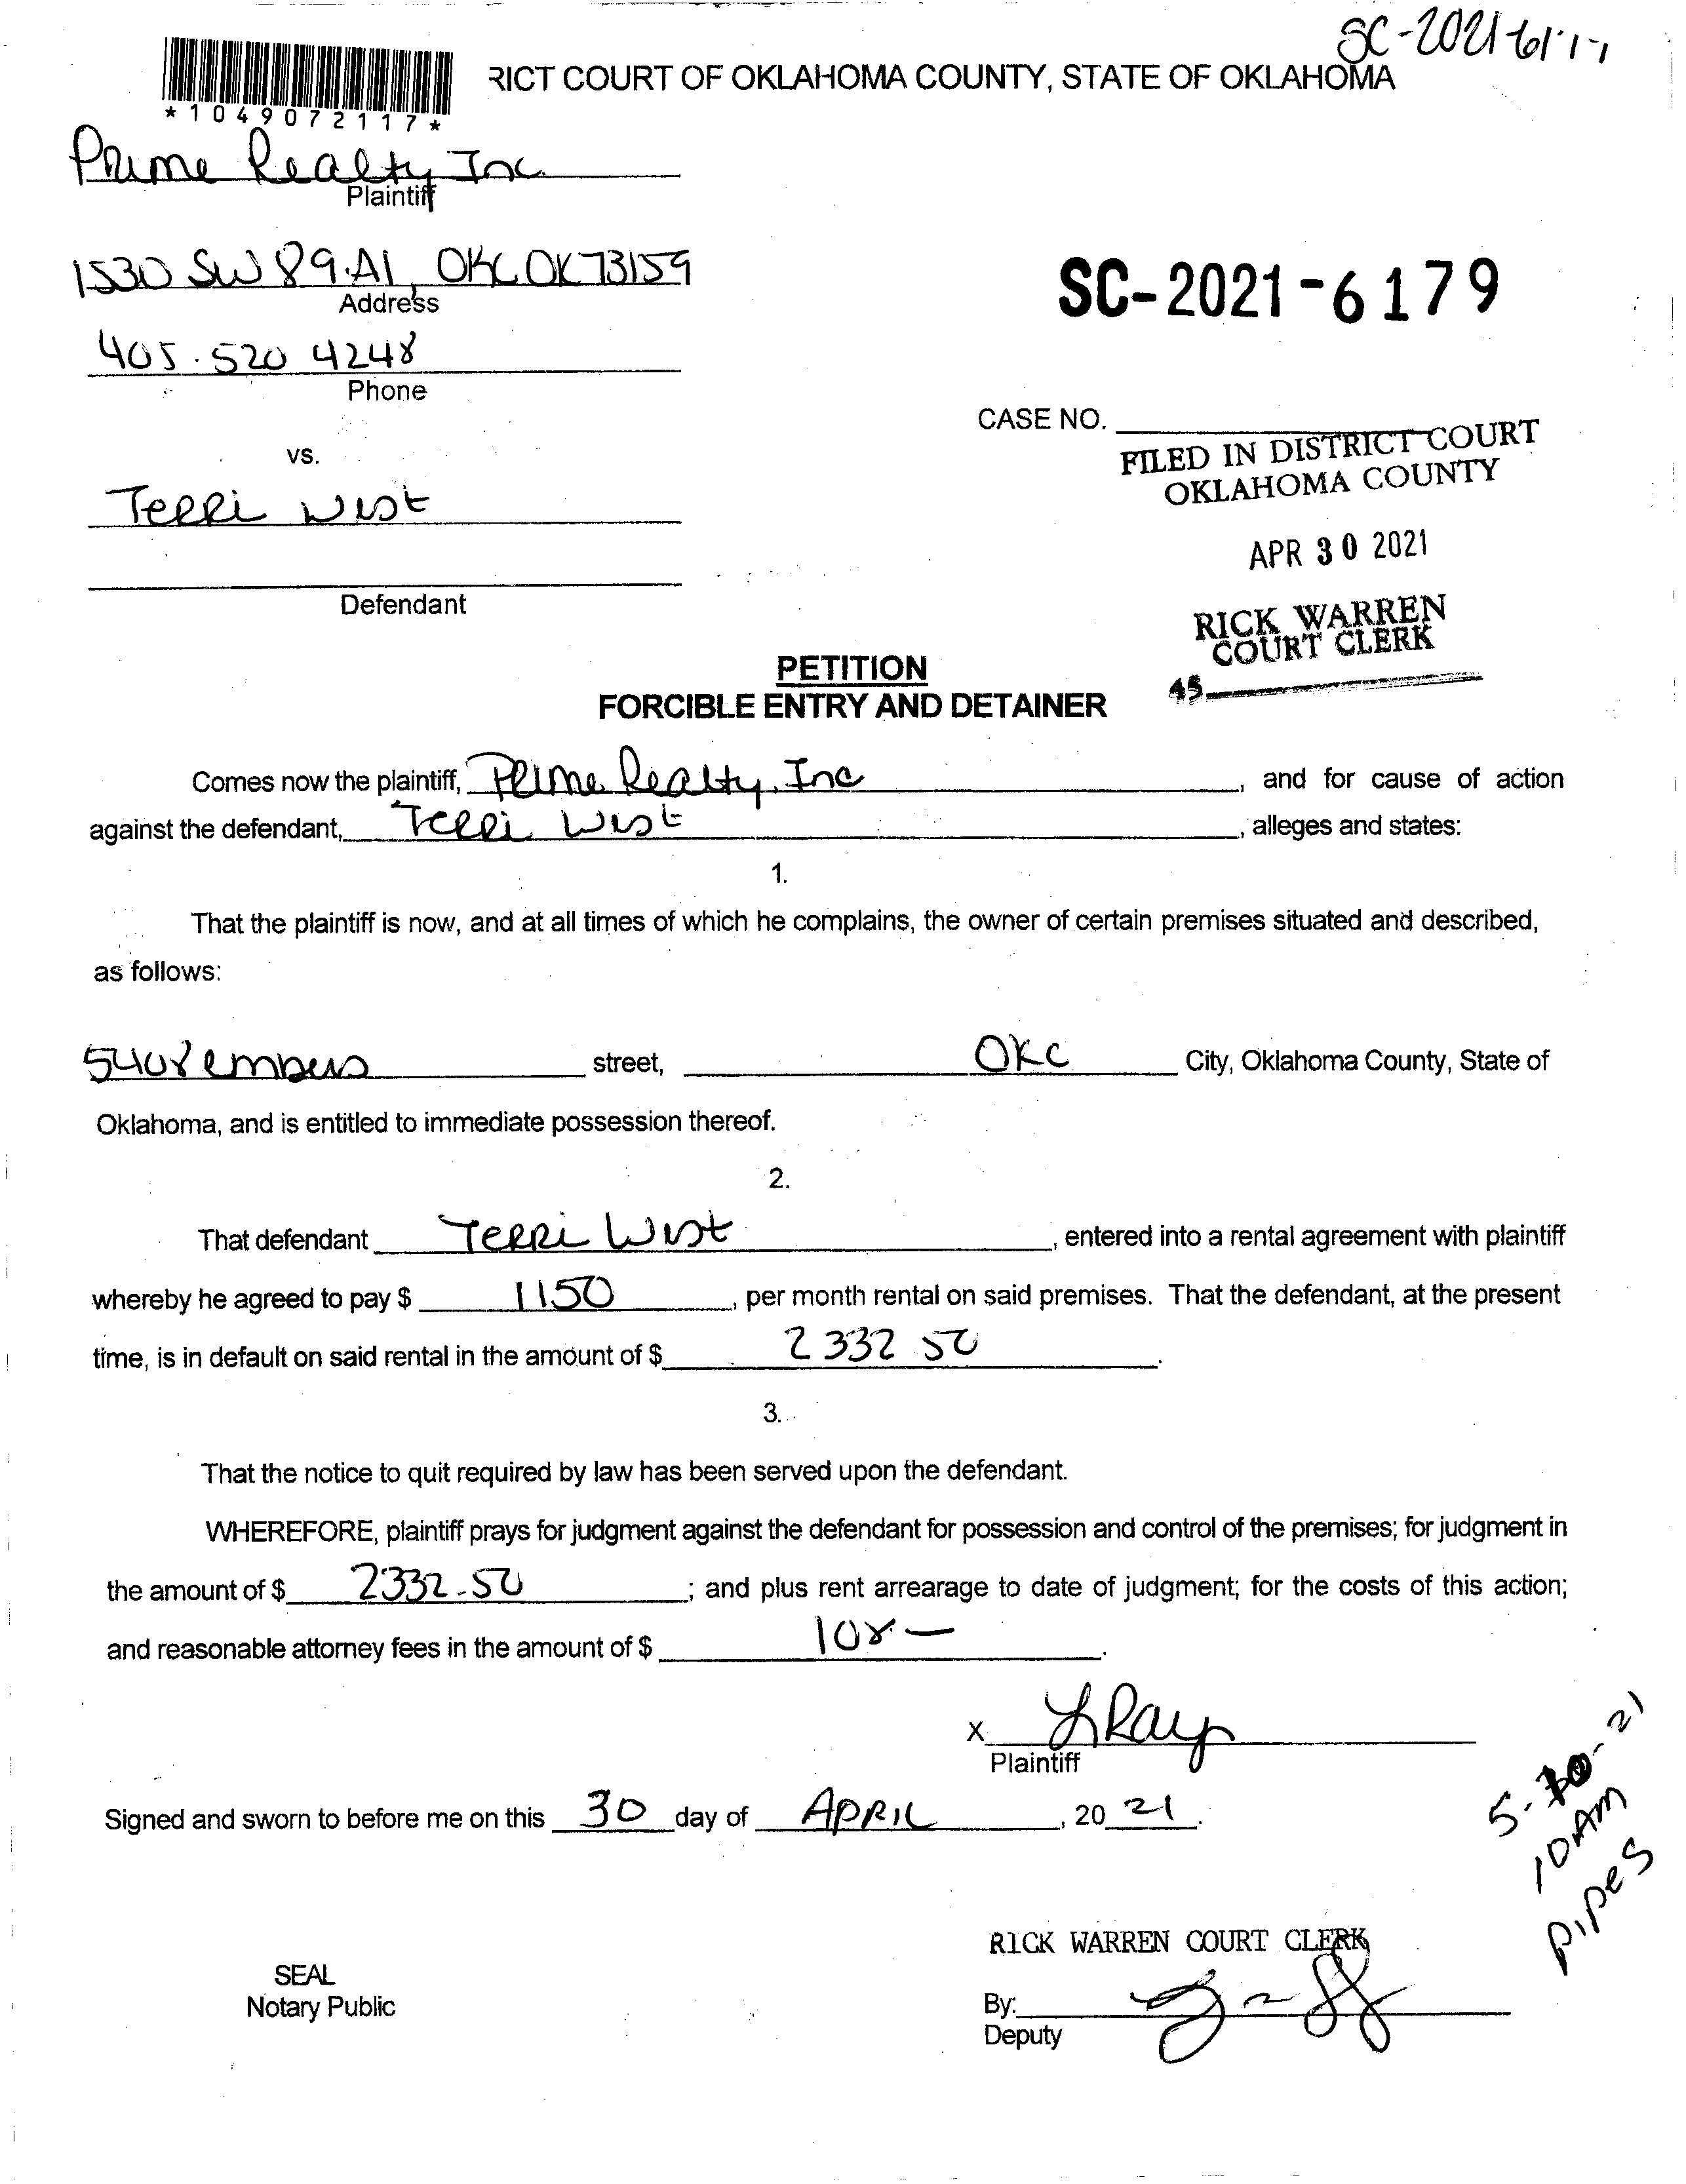 SC-2021-6179
RICT COURT OF OKLAHOMA COUNTY, STATE OF OKLAHOMA
*1049072117*
Prime Realty Inc.
Plaintiff
1530 SW 89.A1, OKC OK 73159
Address
SC-2021-6179
405.520 4248
Phone
CASE NO.
FILED IN DISTRICT COURT
OKLAHOMA COUNTY
vs.
Terri West
APR 30 2021
Defendant
RICK WARREN
COURT CLERK
45
PETITION
FORCIBLE ENTRY AND DETAINER
Comes now the plaintiff, Prime Realty, Inc, and for cause of action
against the defendant, Terri West, alleges and states:
1.
That the plaintiff is now, and at all times of which he complains, the owner of certain premises situated and described,
as follows:
5408 embers street, OKC City, Oklahoma County, State of
Oklahoma, and is entitled to immediate possession thereof.
2.
That defendant Terri West, entered into a rental agreement with plaintiff
whereby he agreed to pay $ 1150, per month rental on said premises. That the defendant, at the present
time, is in default on said rental in the amount of $ 2332 50.
3.
That the notice to quit required by law has been served upon the defendant.
WHEREFORE, plaintiff prays for judgment against the defendant for possession and control of the premises; for judgment in
the amount of $ 2332.50; and plus rent arrearage to date of judgment; for the costs of this action;
and reasonable attorney fees in the amount of $ 108-.
X LRay
Plaintiff
Signed and sworn to before me on this 30 day of APRIL, 20 21.
10AM
Pipes
RICK WARREN COURT CLERK
SEAL
Notary Public
By:
Deputy